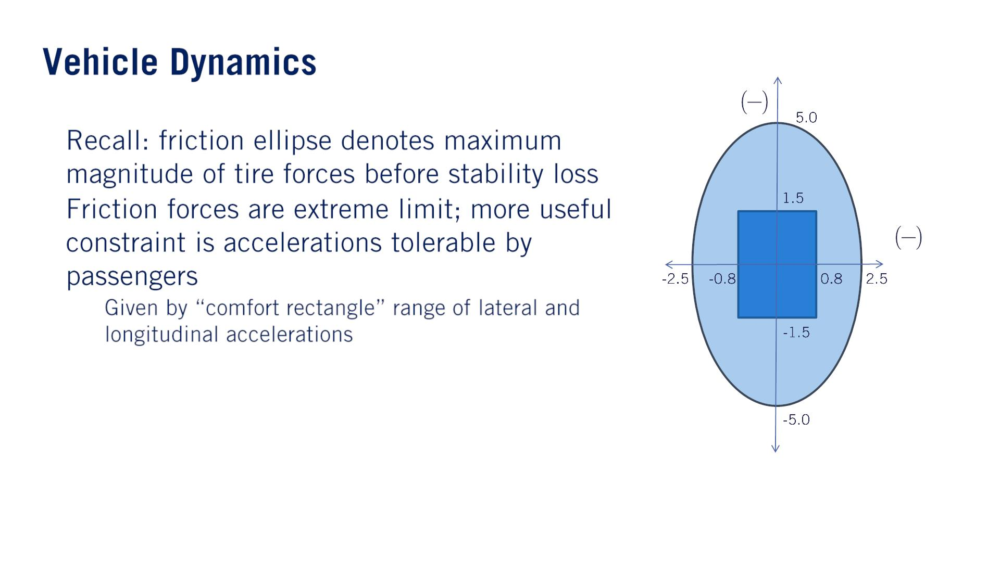 Vehicle Dynamics
Recall: friction ellipse denotes maximum
magnitude of tire forces before stability loss
Friction forces are extreme limit; more useful
constraint is accelerations tolerable by
passengers
Given by “comfort rectangle” range of lateral and
longitudinal accelerations
(—)
5.0
1.5
(—)
-2.5
-0.8
0.8
2.5
-1.5
-5.0